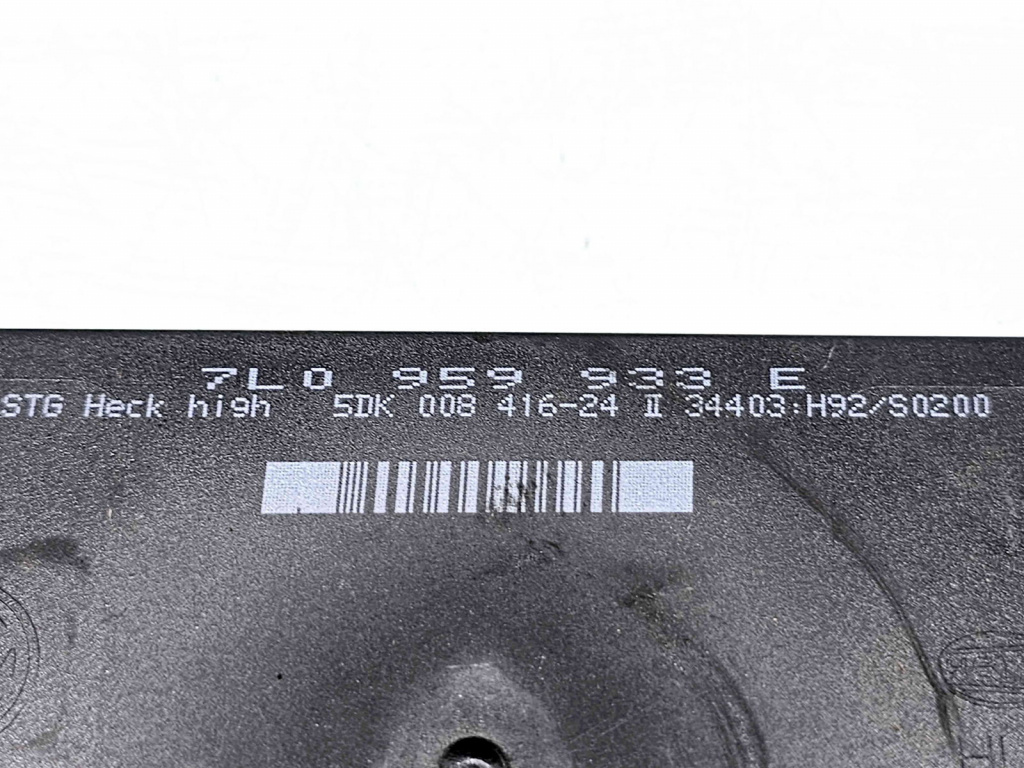 7L0 959 933 E
STG Heck high 5DK 008 416-24 II 34403:H92/S0200